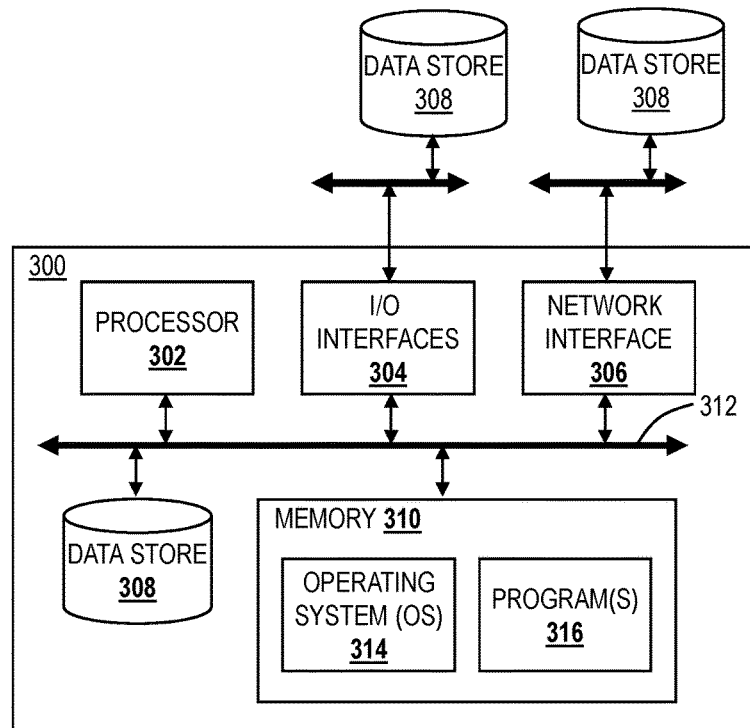 DATA STORE
308
DATA STORE
308
300
PROCESSOR
302
I/O
INTERFACES
304
NETWORK
INTERFACE
306
312
DATA STORE
308
MEMORY 310
OPERATING
SYSTEM (OS)
314
PROGRAM(S)
316